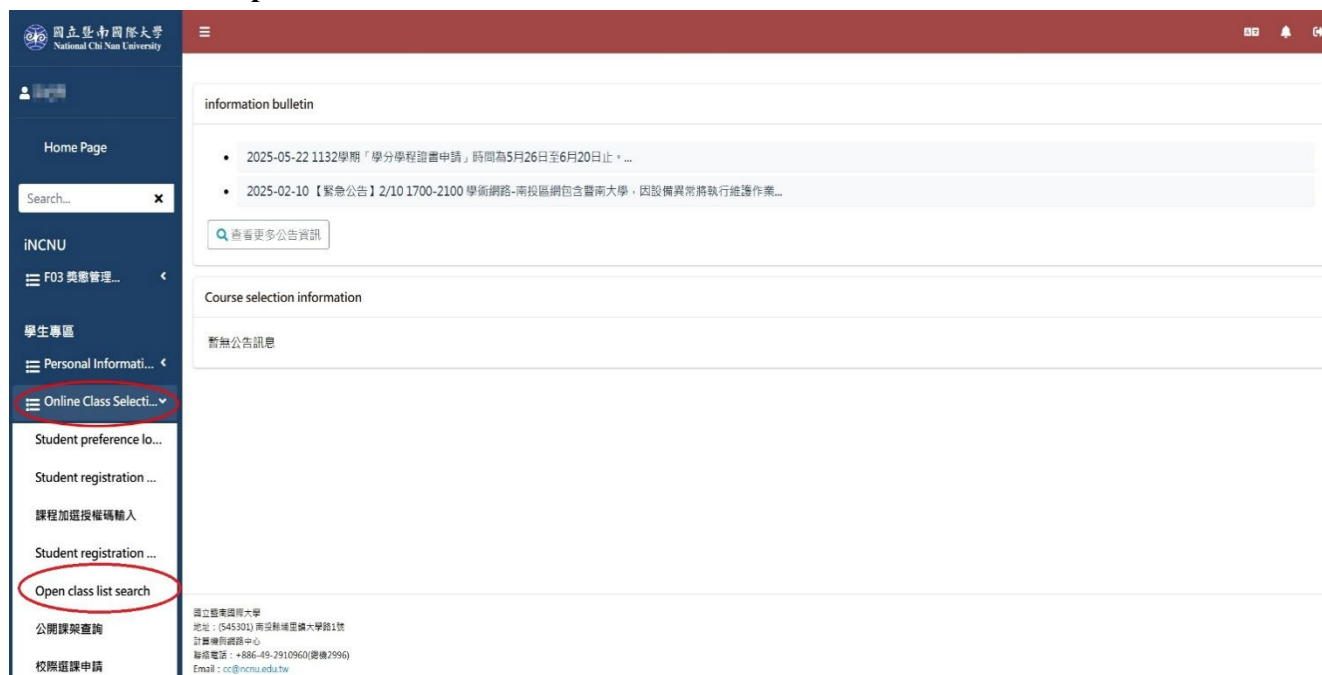 國立暨南國際大學
National Chi Nan University
Home Page
Search...
iNCNU
F03 獎懲管理...
學生專區
Personal Informati...
Online Class Selecti...
Student preference lo...
Student registration ...
課程加選授權碼輸入
Student registration ...
Open class list search
公開課架查詢
校際選課申請
information bulletin
2025-05-22 1132學期「學分學程證書申請」時間為5月26日至6月20日止。...
2025-02-10 【緊急公告】2/10 1700-2100 學術網路-南投區網包含暨南大學，因設備異常將執行維護作業...
查看更多公告資訊
Course selection information
暫無公告訊息
國立暨南國際大學
地址：(545301) 南投縣埔里鎮大學路1號
計算機與網路中心
聯絡電話：+886-49-2910960(總機2996)
Email：cc@ncnu.edu.tw